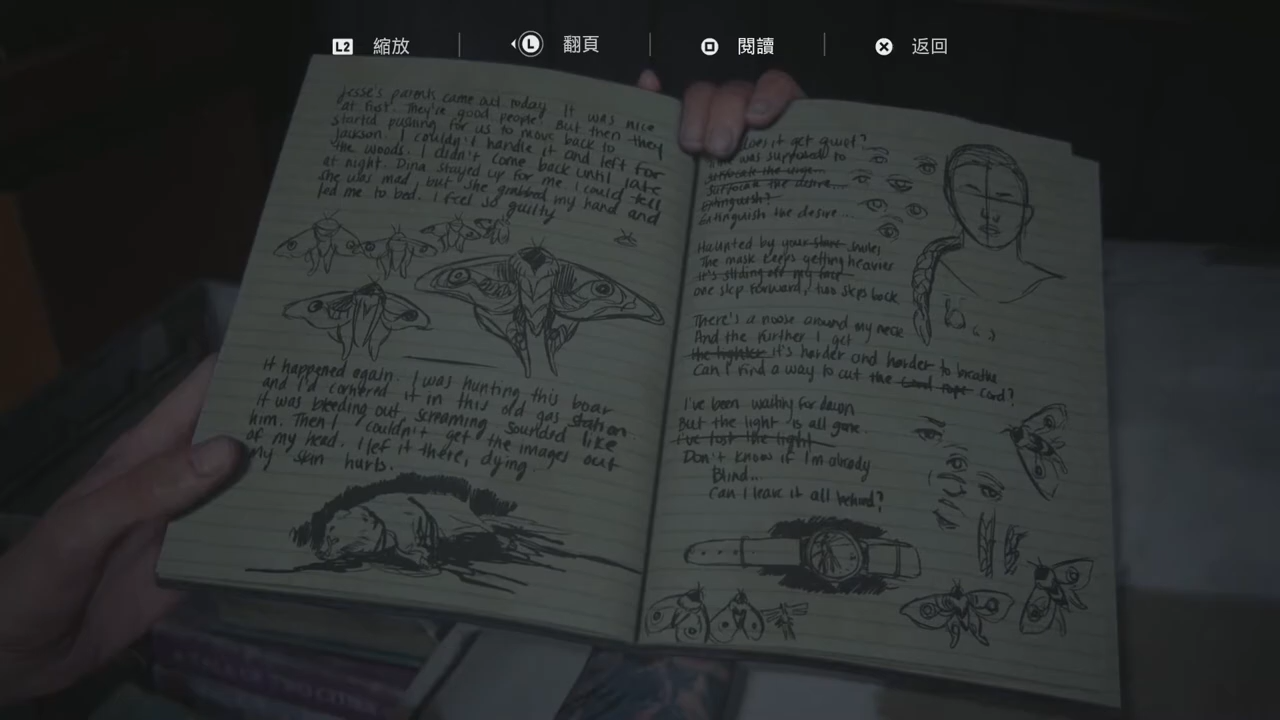 L2 縮放
L 翻頁
閱讀
返回
Jesse's parents came out today. It was nice
at first. They're good people. But then they
started pushing for us to move back to
Jackson. I couldn't handle it and left for
the woods. I didn't come back until late
at night. Dina stayed up for me. I could tell
she was mad, but she grabbed my hand and
led me to bed. I feel so guilty
It happened again. I was hunting this boar
and I'd cornered it in this old gas station.
It was bleeding out, screaming. Sounded like
him. Then I couldn't get the images out
of my head. I left it there, dying.
My skin hurts.
does it get quiet?
was supposed to
suffocate the urge...
suffocate the desire...
extinguish?
extinguish the desire...
Haunted by your stare smile,
The mask keeps getting heavier
It's sliding off my face
one step forward, two steps back
There's a noose around my neck
And the further I get
the tighter it's harder and harder to breathe
Can I find a way to cut the cord rope cord?
I've been waiting for dawn
But the light is all gone.
I've lost the light
Don't know if I'm already
Blind...
Can I leave it all behind?